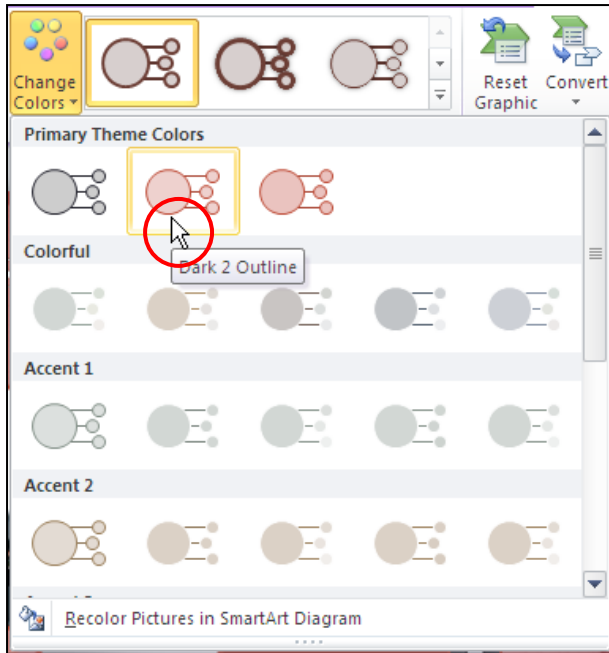 Change
Colors
Reset
Graphic
Convert
Primary Theme Colors
Dark 2 Outline
Colorful
Accent 1
Accent 2
Recolor Pictures in SmartArt Diagram